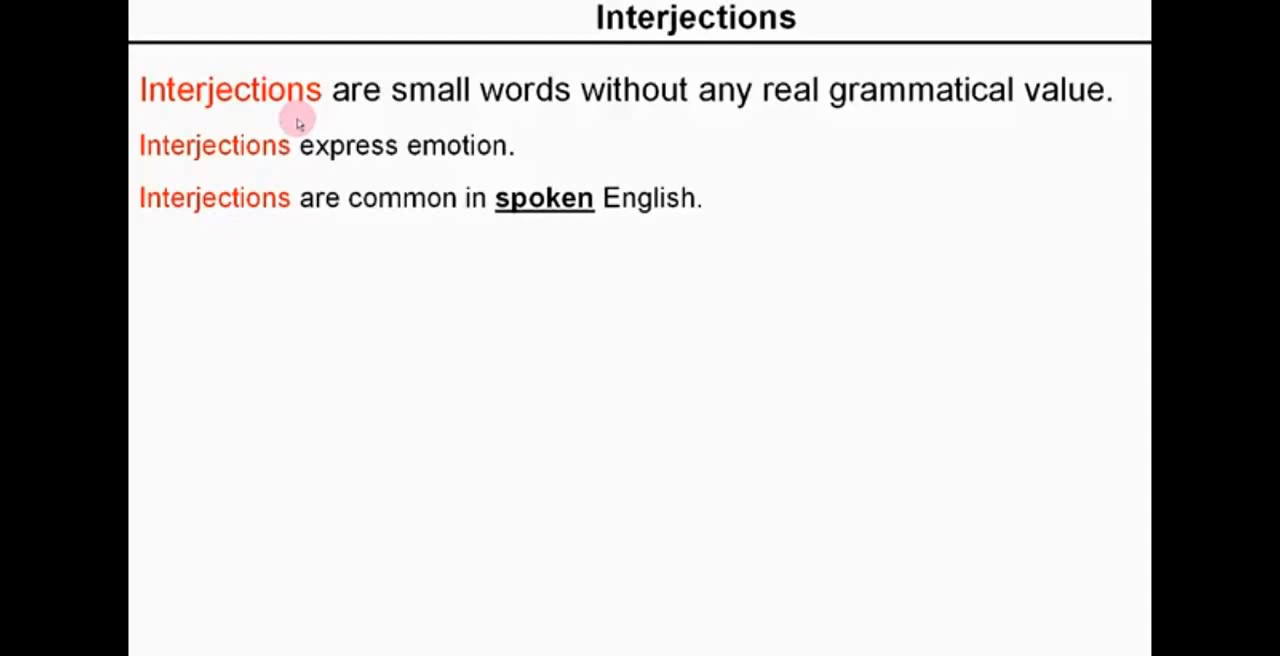 Interjections
Interjections are small words without any real grammatical value.
Interjections express emotion.
Interjections are common in spoken English.